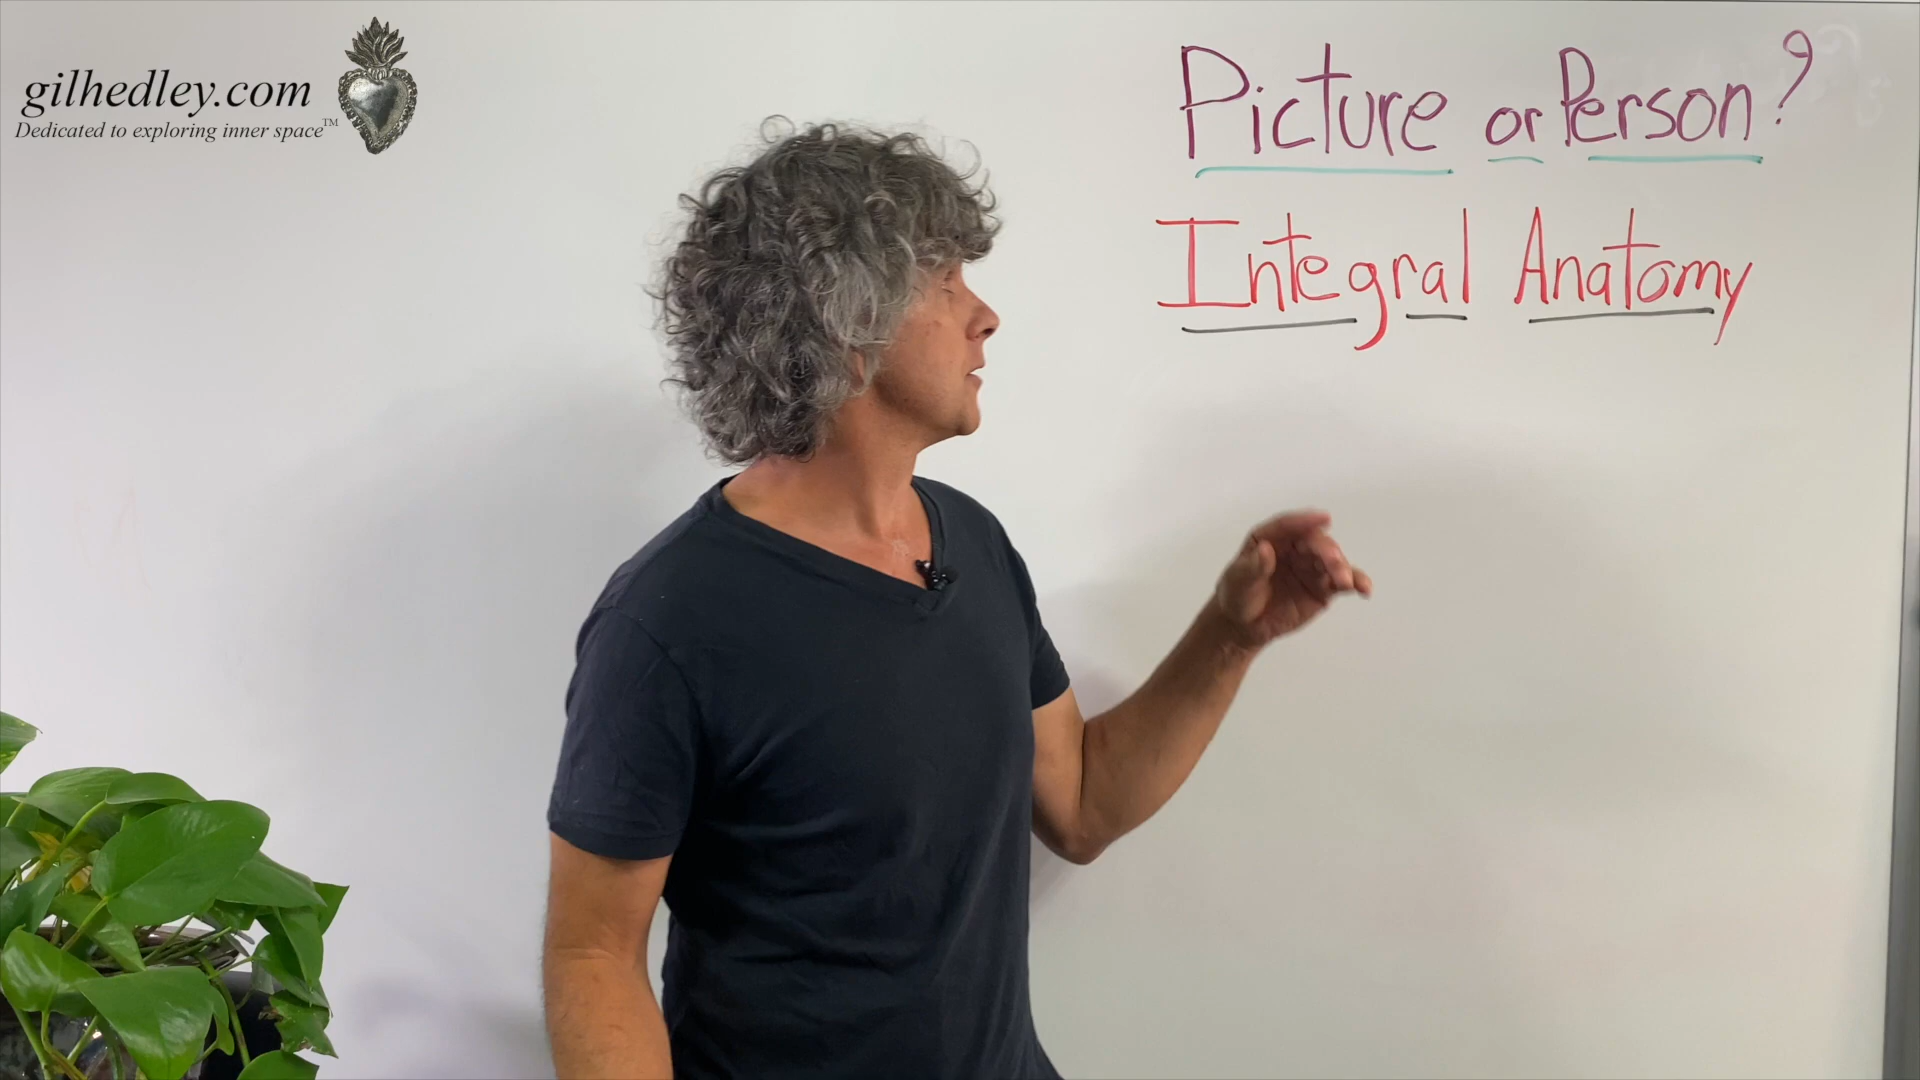 gilhedley.com
Dedicated to exploring inner space™
Picture or Person?
Integral Anatomy